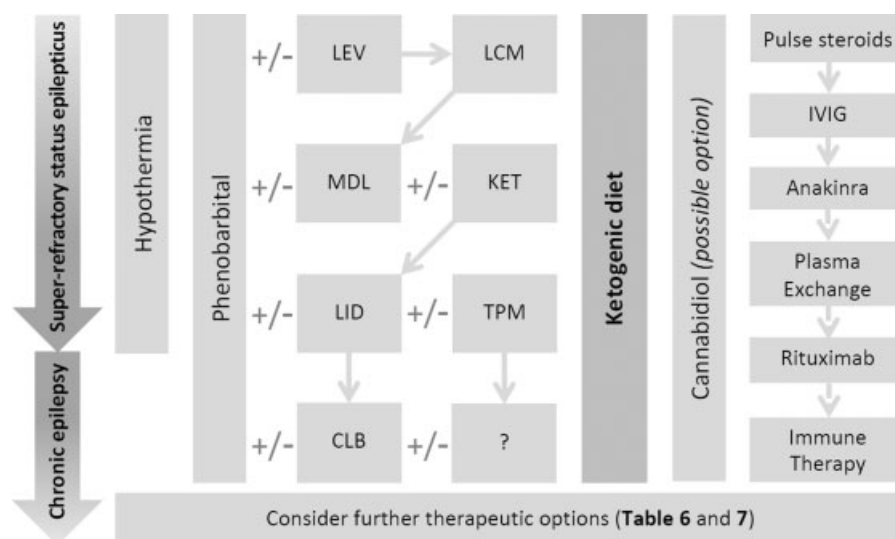 Super-refractory status epilepticus
Chronic epilepsy
Hypothermia
Phenobarbital
+/- LEV LCM
+/- MDL +/- KET
+/- LID +/- TPM
+/- CLB +/- ?
Ketogenic diet
Cannabidiol (possible option)
Pulse steroids
IVIG
Anakinra
Plasma
Exchange
Rituximab
Immune
Therapy
Consider further therapeutic options (Table 6 and 7)